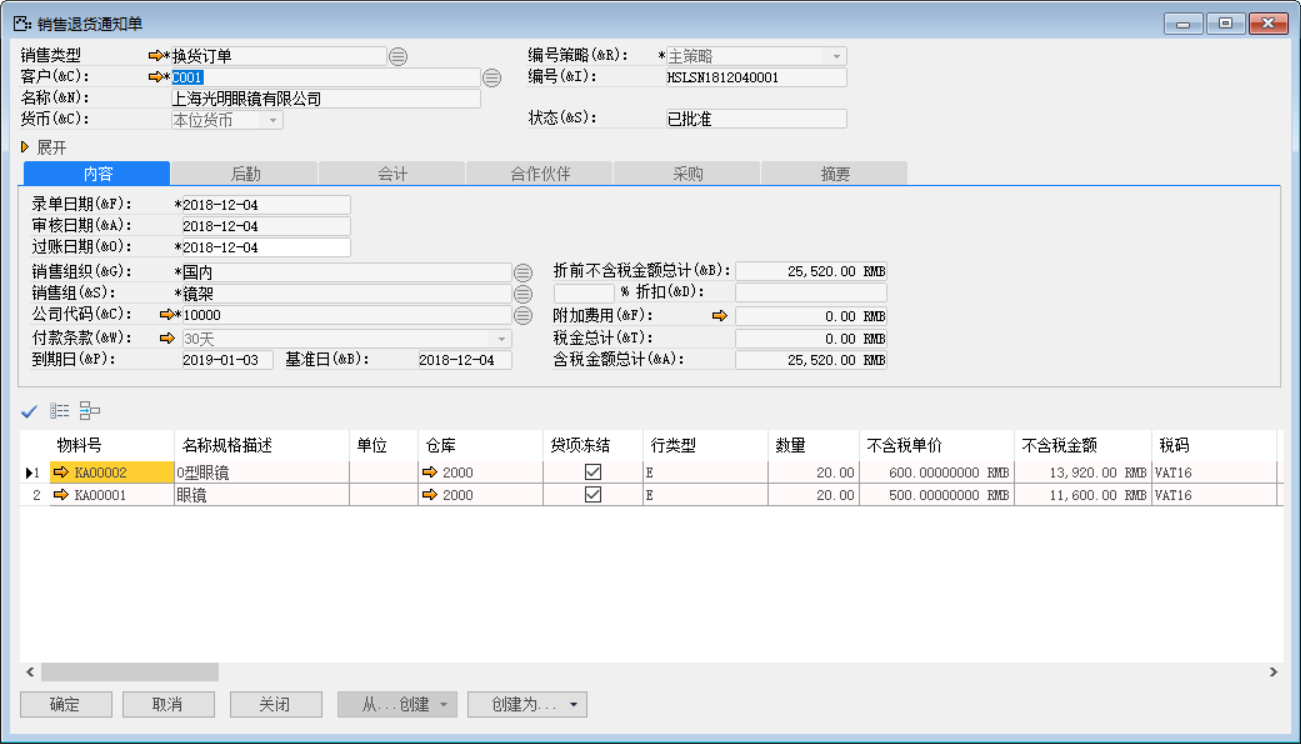 销售退货通知单
销售类型 *换货订单 编号策略(&R): *主策略
客户(&C): *C001 编号(&I): HSLSN1812040001
名称(&N): 上海光明眼镜有限公司
货币(&C): 本位货币 状态(&S): 已批准
展开
内容 后勤 会计 合作伙伴 采购 摘要
录单日期(&F): *2018-12-04
审核日期(&A): 2018-12-04
过账日期(&O): *2018-12-04
销售组织(&G): *国内 折前不含税金额总计(&B): 25,520.00 RMB
销售组(&S): *镜架 % 折扣(&D):
公司代码(&C): *10000 附加费用(&F): 0.00 RMB
付款条款(&W): 30天 税金总计(&T): 0.00 RMB
到期日(&P): 2019-01-03 基准日(&B): 2018-12-04 含税金额总计(&A): 25,520.00 RMB
物料号 名称规格描述 单位 仓库 贷项冻结 行类型 数量 不含税单价 不含税金额 税码
1 KA00002 O型眼镜 2000 E 20.00 600.00000000 RMB 13,920.00 RMB VAT16
2 KA00001 眼镜 2000 E 20.00 500.00000000 RMB 11,600.00 RMB VAT16
确定 取消 关闭 从...创建 创建为...